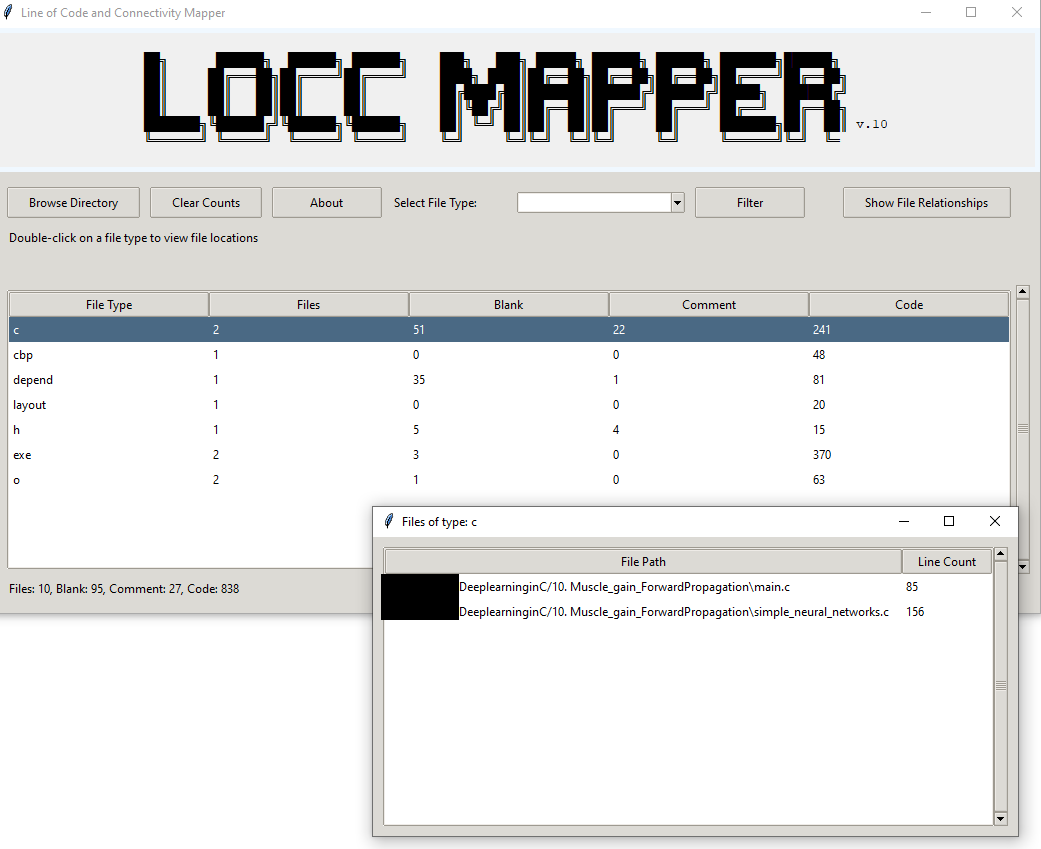 Line of Code and Connectivity Mapper
LOCC MAPPER v.10
Browse Directory Clear Counts About Select File Type: Filter Show File Relationships
Double-click on a file type to view file locations
File Type Files Blank Comment Code
c 2 51 22 241
cbp 1 0 0 48
depend 1 35 1 81
layout 1 0 0 20
h 1 5 4 15
exe 2 3 0 370
o 2 1 0 63
Files: 10, Blank: 95, Comment: 27, Code: 838
Files of type: c
File Path Line Count
DeeplearninginC/10. Muscle_gain_ForwardPropagation\main.c 85
DeeplearninginC/10. Muscle_gain_ForwardPropagation\simple_neural_networks.c 156